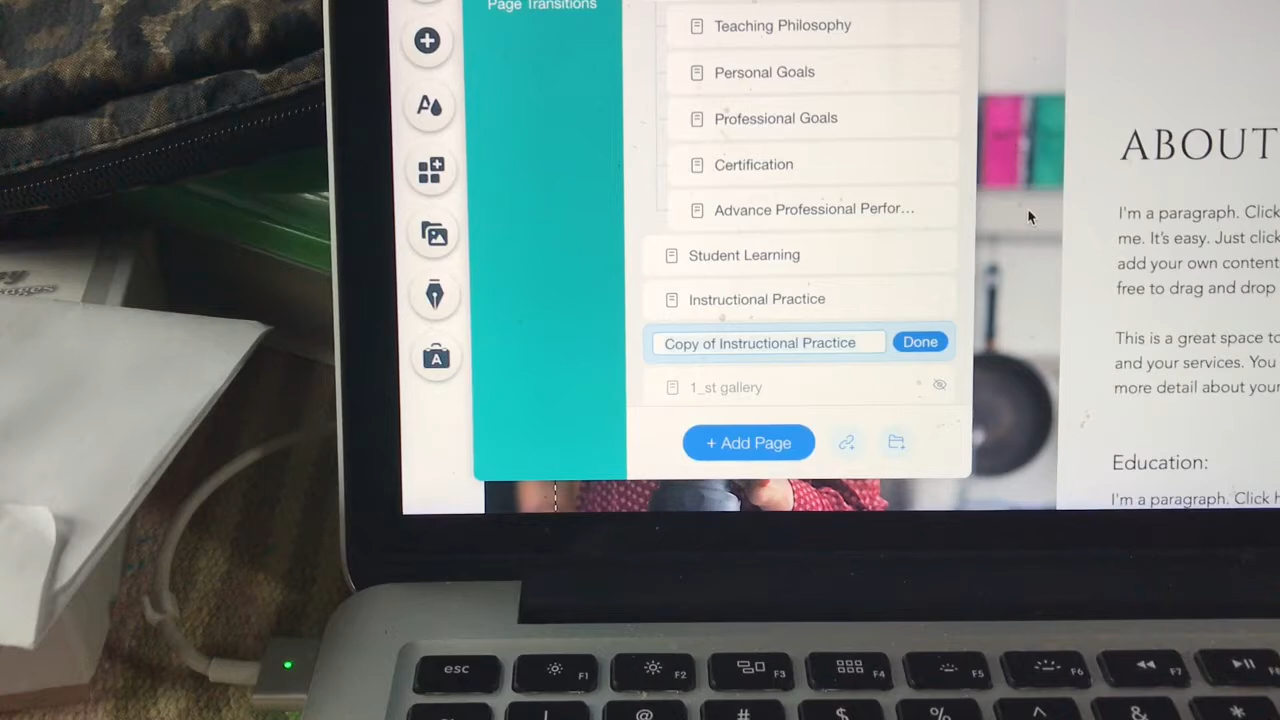 Page Transitions
Teaching Philosophy
Personal Goals
Professional Goals
Certification
Advance Professional Perfor...
Student Learning
Instructional Practice
Copy of Instructional Practice
Done
1_st gallery
+ Add Page
ABOUT
I'm a paragraph. Click
me. It's easy. Just click
add your own content
free to drag and drop
This is a great space to
and your services. You
more detail about your
Education:
I'm a paragraph. Click h
A
A
esc
F1
F2
F3
F4
F5
F6
F7
!
@
#
$
%
^
&
*